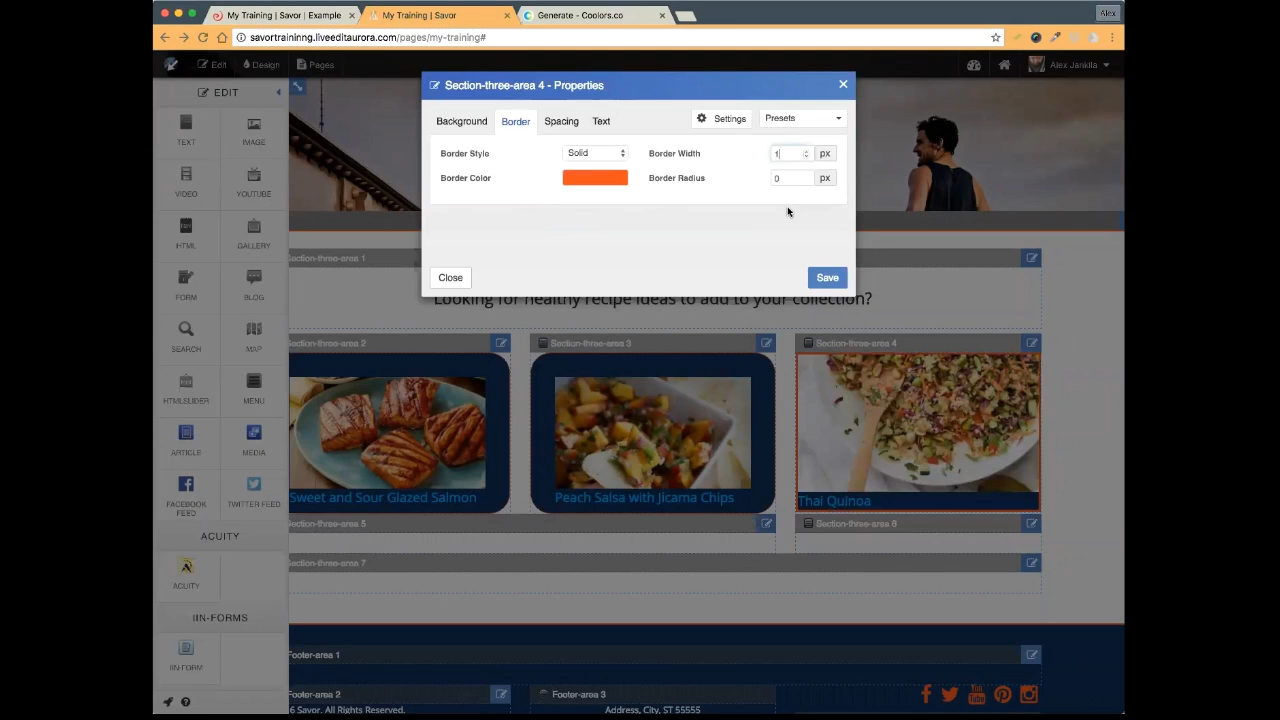 My Training | Savor | Example
My Training | Savor
Generate - Coolors.co
Alex
savortraininng.liveeditaurora.com/pages/my-training#
Edit
Design
Pages
Alex Jankila
EDIT
TEXT
IMAGE
VIDEO
YOUTUBE
HTML
GALLERY
FORM
BLOG
SEARCH
MAP
HTMLSLIDER
MENU
ARTICLE
MEDIA
FACEBOOK FEED
TWITTER FEED
ACUITY
ACUITY
IIN-FORMS
IIN-FORM
Section-three-area 4 - Properties
Background
Border
Spacing
Text
Settings
Presets
Border Style
Solid
Border Width
1
px
Border Color
Border Radius
0
px
Close
Save
Section-three-area 1
Looking for healthy recipe ideas to add to your collection?
Section-three-area 2
Section-three-area 3
Section-three-area 4
Sweet and Sour Glazed Salmon
Peach Salsa with Jicama Chips
Thai Quinoa
Section-three-area 5
Section-three-area 6
Section-three-area 7
Footer-area 1
Footer-area 2
Footer-area 3
6 Savor. All Rights Reserved.
Address, City, ST 55555